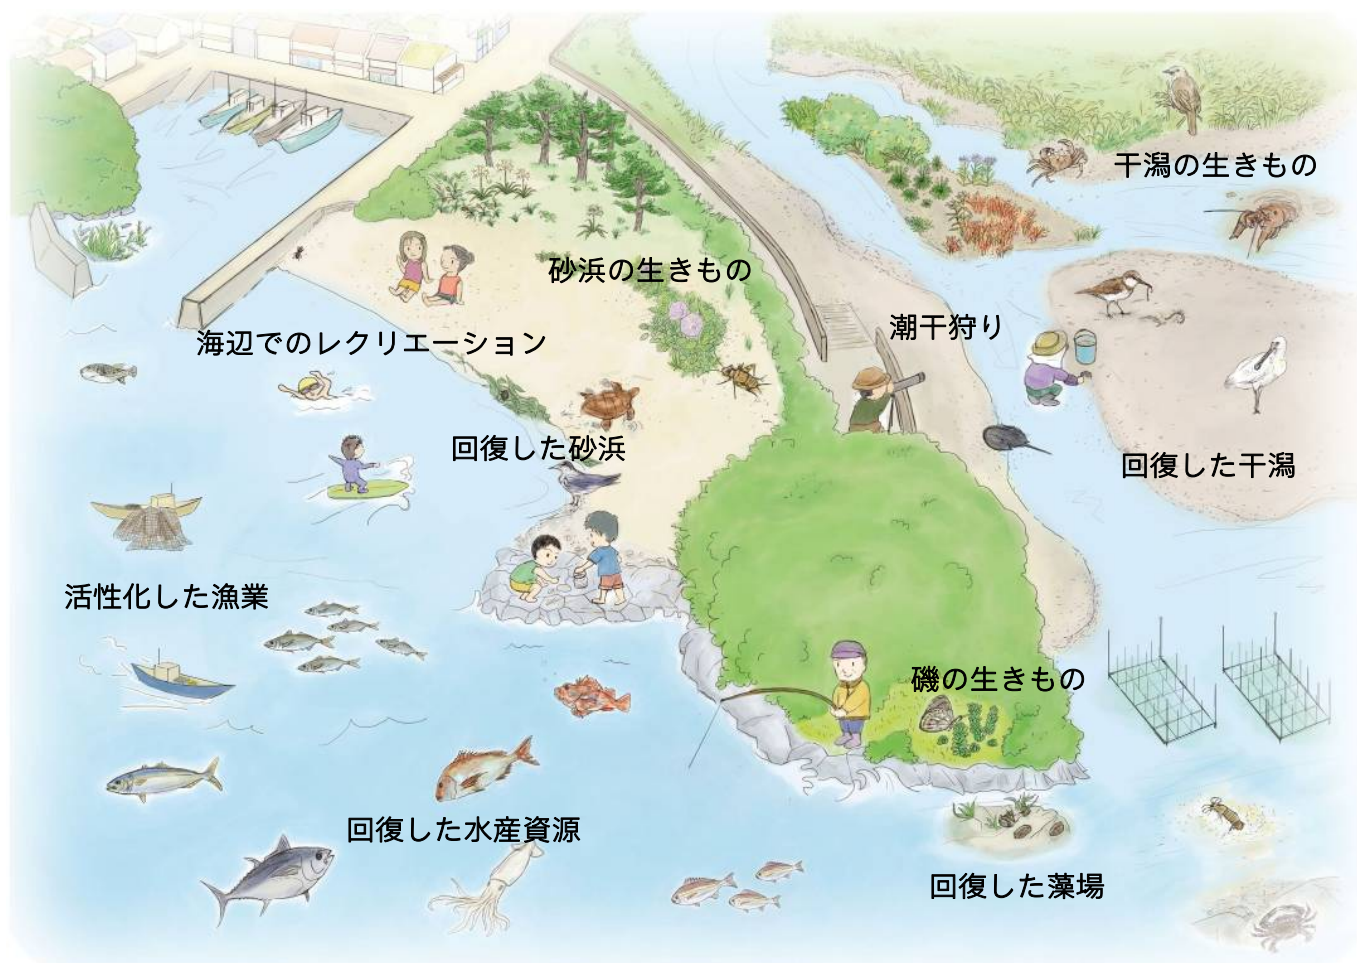 干潟の生きもの
砂浜の生きもの
潮干狩り
海辺でのレクリエーション
回復した砂浜
回復した干潟
活性化した漁業
磯の生きもの
回復した水産資源
回復した藻場